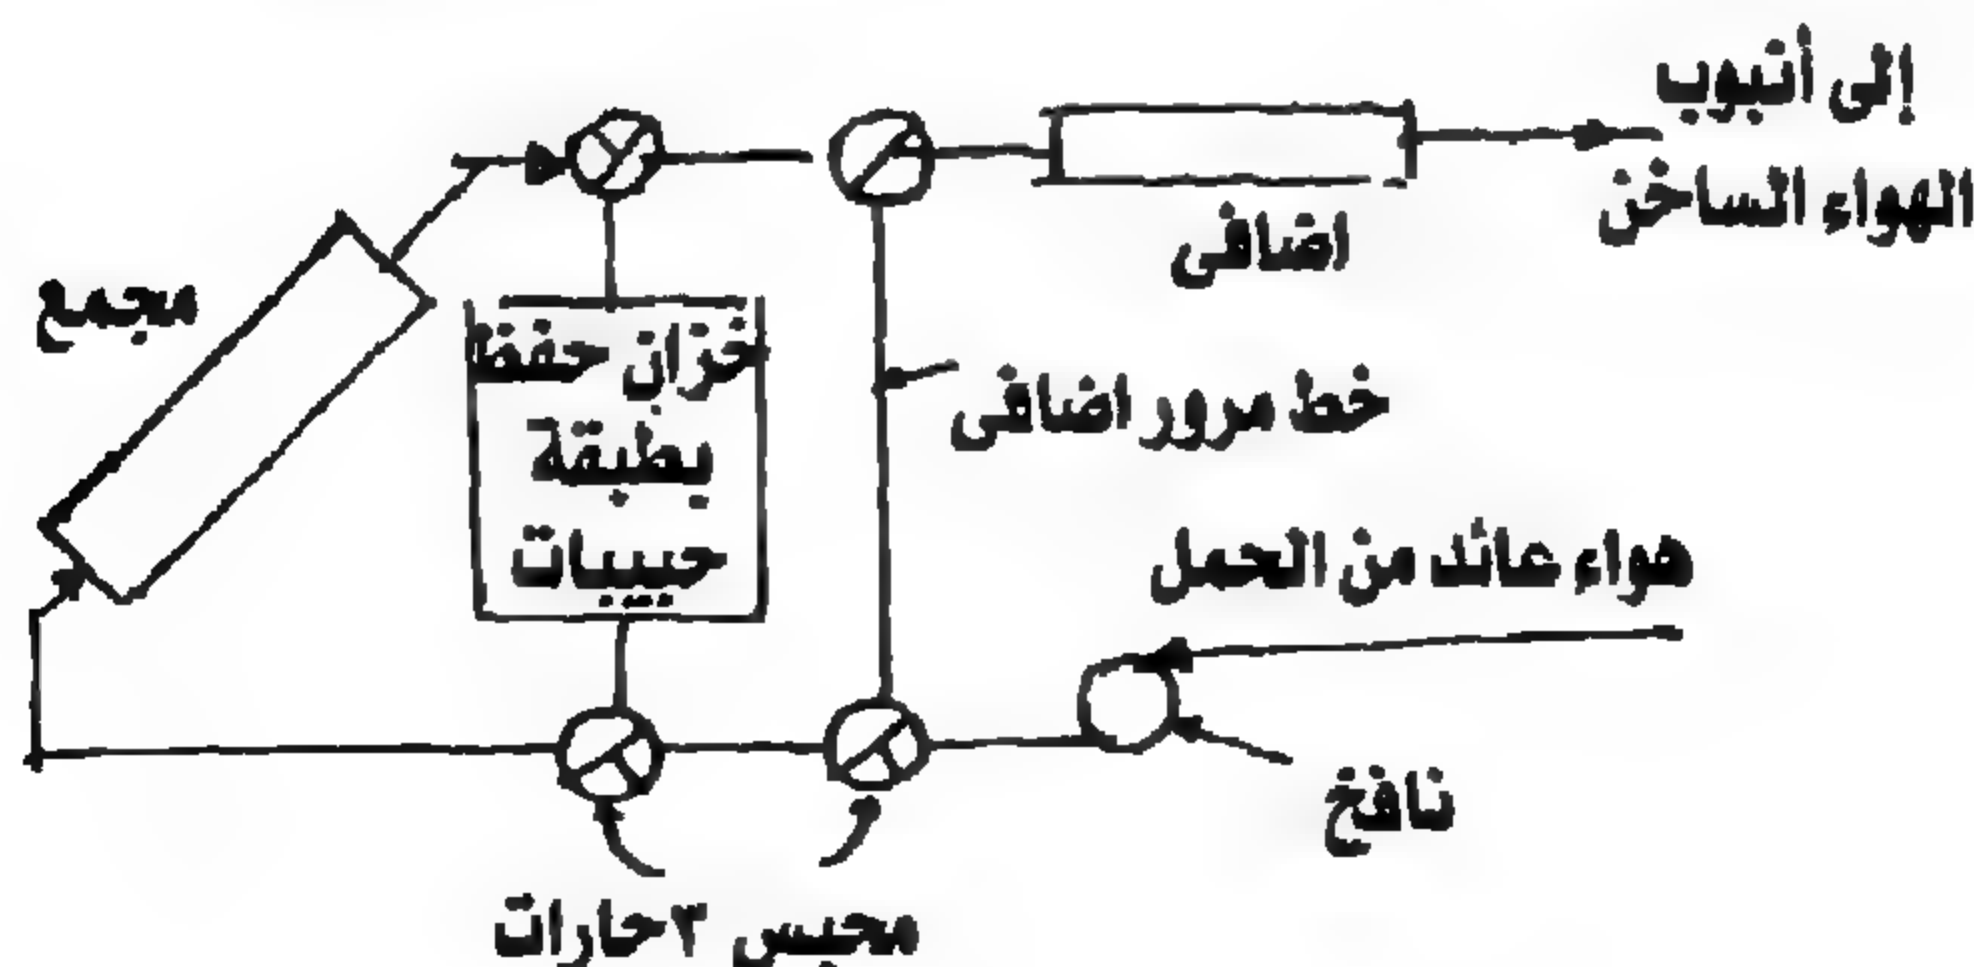 إلى أنبوب
الهواء الساخن
اضافى
مجمع
خزان حفظ
بطبقة
حبيبات
خط مرور اضافى
هواء عائد من الحمل
نافخ
محبس ٣ حارات